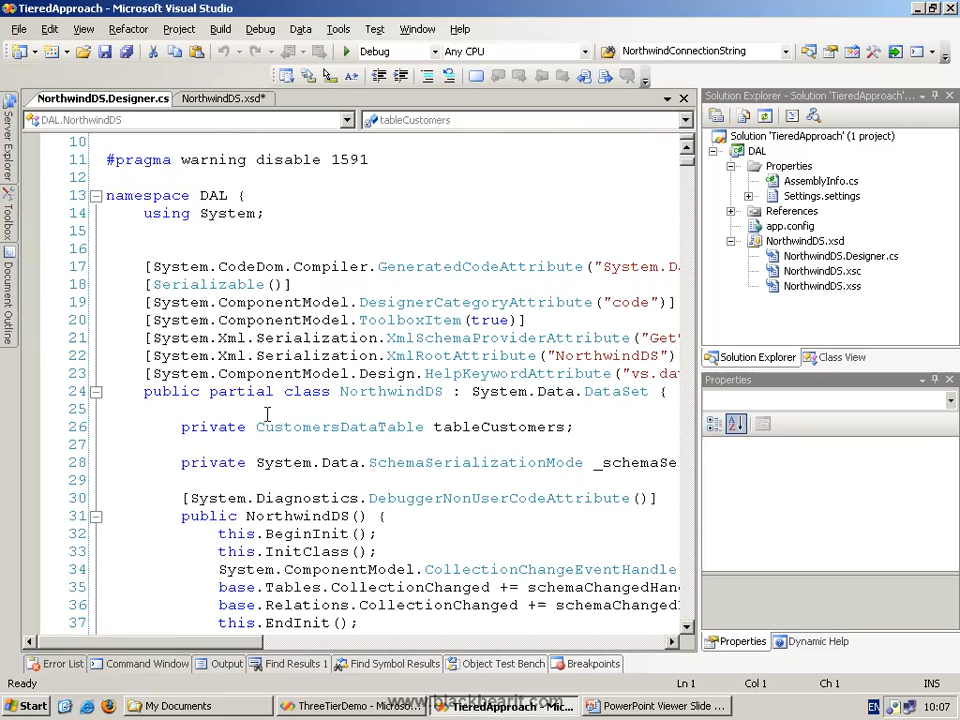 TieredApproach - Microsoft Visual Studio
File Edit View Refactor Project Build Debug Data Tools Test Window Help
Debug Any CPU NorthwindConnectionString
NorthwindDS.Designer.cs NorthwindDS.xsd*
DAL.NorthwindDS tableCustomers
10
11 #pragma warning disable 1591
12
13 namespace DAL {
14 using System;
15
16
17 [System.CodeDom.Compiler.GeneratedCodeAttribute("System.D
18 [Serializable()]
19 [System.ComponentModel.DesignerCategoryAttribute("code")]
20 [System.ComponentModel.ToolboxItem(true)]
21 [System.Xml.Serialization.XmlSchemaProviderAttribute("Get
22 [System.Xml.Serialization.XmlRootAttribute("NorthwindDS")
23 [System.ComponentModel.Design.HelpKeywordAttribute("vs.da
24 public partial class NorthwindDS : System.Data.DataSet {
25
26 private CustomersDataTable tableCustomers;
27
28 private System.Data.SchemaSerializationMode _schemaSe
29
30 [System.Diagnostics.DebuggerNonUserCodeAttribute()]
31 public NorthwindDS() {
32 this.BeginInit();
33 this.InitClass();
34 System.ComponentModel.CollectionChangeEventHandle
35 base.Tables.CollectionChanged += schemaChangedHan
36 base.Relations.CollectionChanged += schemaChanged
37 this.EndInit();
Server Explorer
Toolbox
Document Outline
Solution Explorer - Solution 'TieredApproach'...
Solution 'TieredApproach' (1 project)
DAL
Properties
AssemblyInfo.cs
Settings.settings
References
app.config
NorthwindDS.xsd
NorthwindDS.Designer.cs
NorthwindDS.xsc
NorthwindDS.xss
Solution Explorer Class View
Properties
Properties Dynamic Help
Error List Command Window Output Find Results 1 Find Symbol Results Object Test Bench Breakpoints
Ready Ln 1 Col 1 Ch 1 INS
Start My Documents ThreeTierDemo - Microso... TieredApproach - Mic... PowerPoint Viewer Slide ... EN 10:07
www.blackbearit.com